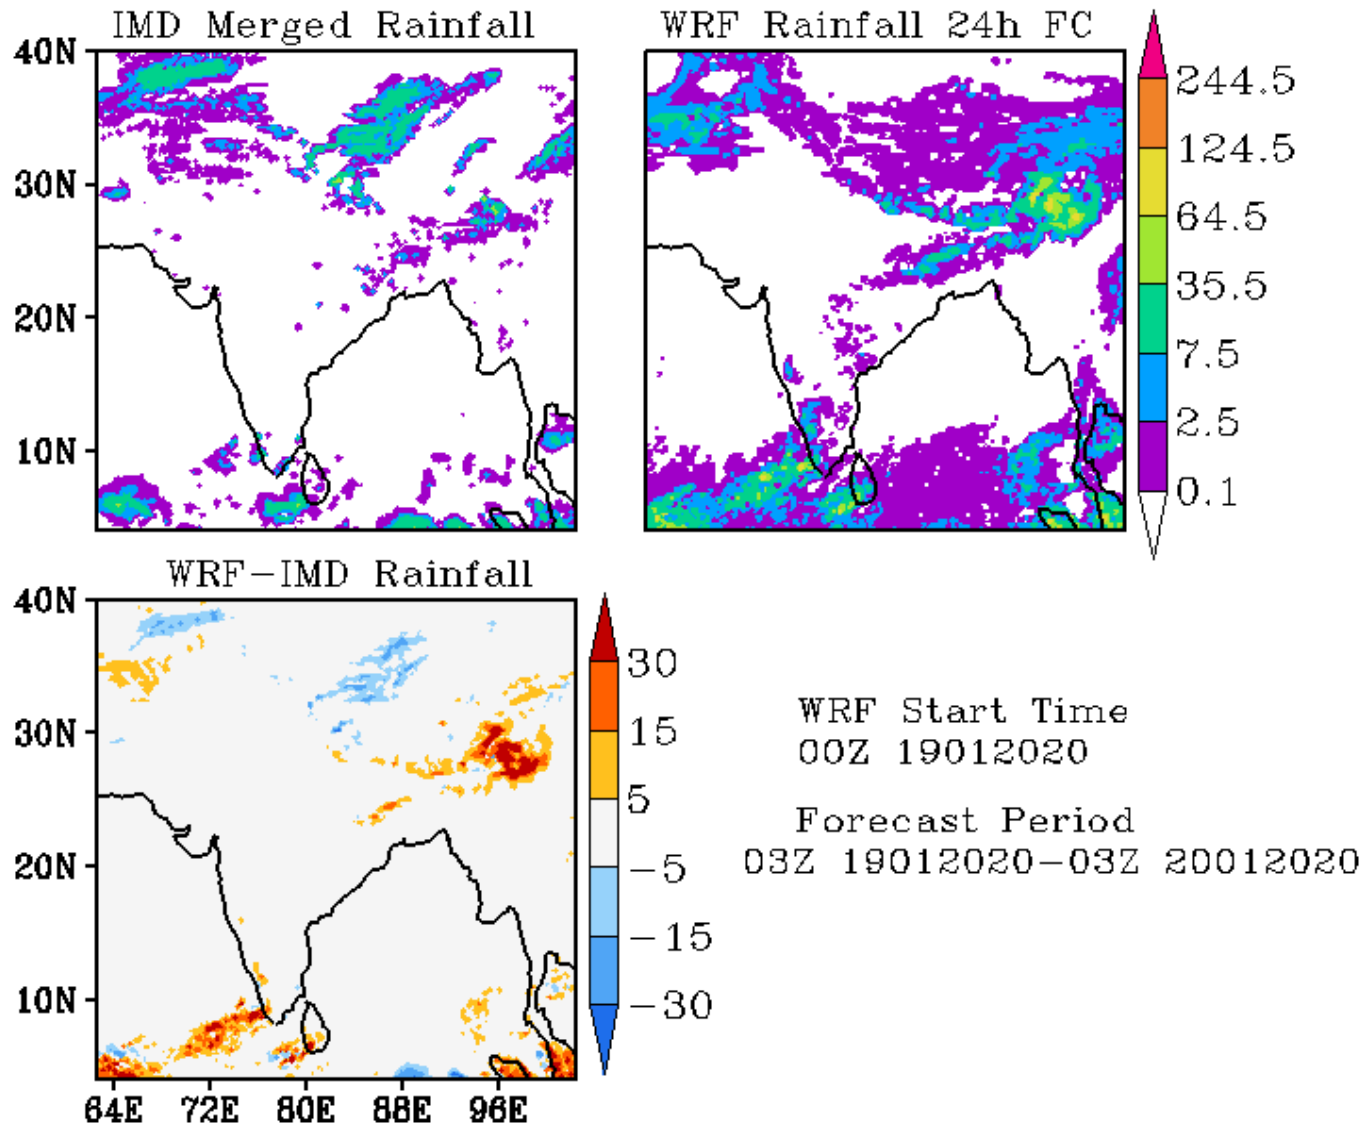 IMD Merged Rainfall
WRF Rainfall 24h FC
40N
30N
20N
10N
244.5
124.5
64.5
35.5
7.5
2.5
0.1
WRF-IMD Rainfall
40N
30N
20N
10N
64E 72E 80E 88E 96E
30
15
5
-5
-15
-30
WRF Start Time
00Z 19012020
Forecast Period
03Z 19012020-03Z 20012020